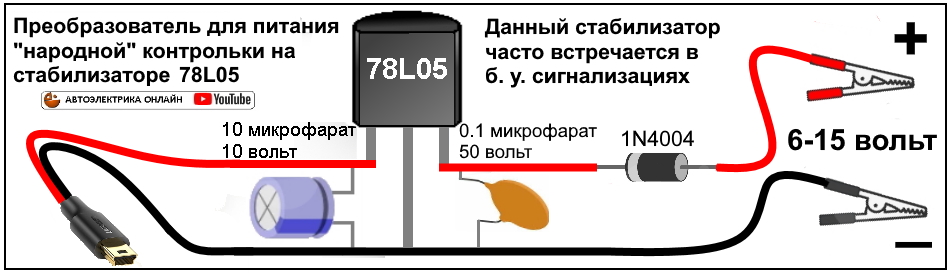 Преобразователь для питания
"народной" контрольки на
стабилизаторе 78L05
АВТОЭЛЕКТРИКА ОНЛАЙН YouTube
78L05
Данный стабилизатор
часто встречается в
б. у. сигнализациях
+
10 микрофарат
10 вольт
0.1 микрофарат
50 вольт
1N4004
6-15 вольт
–